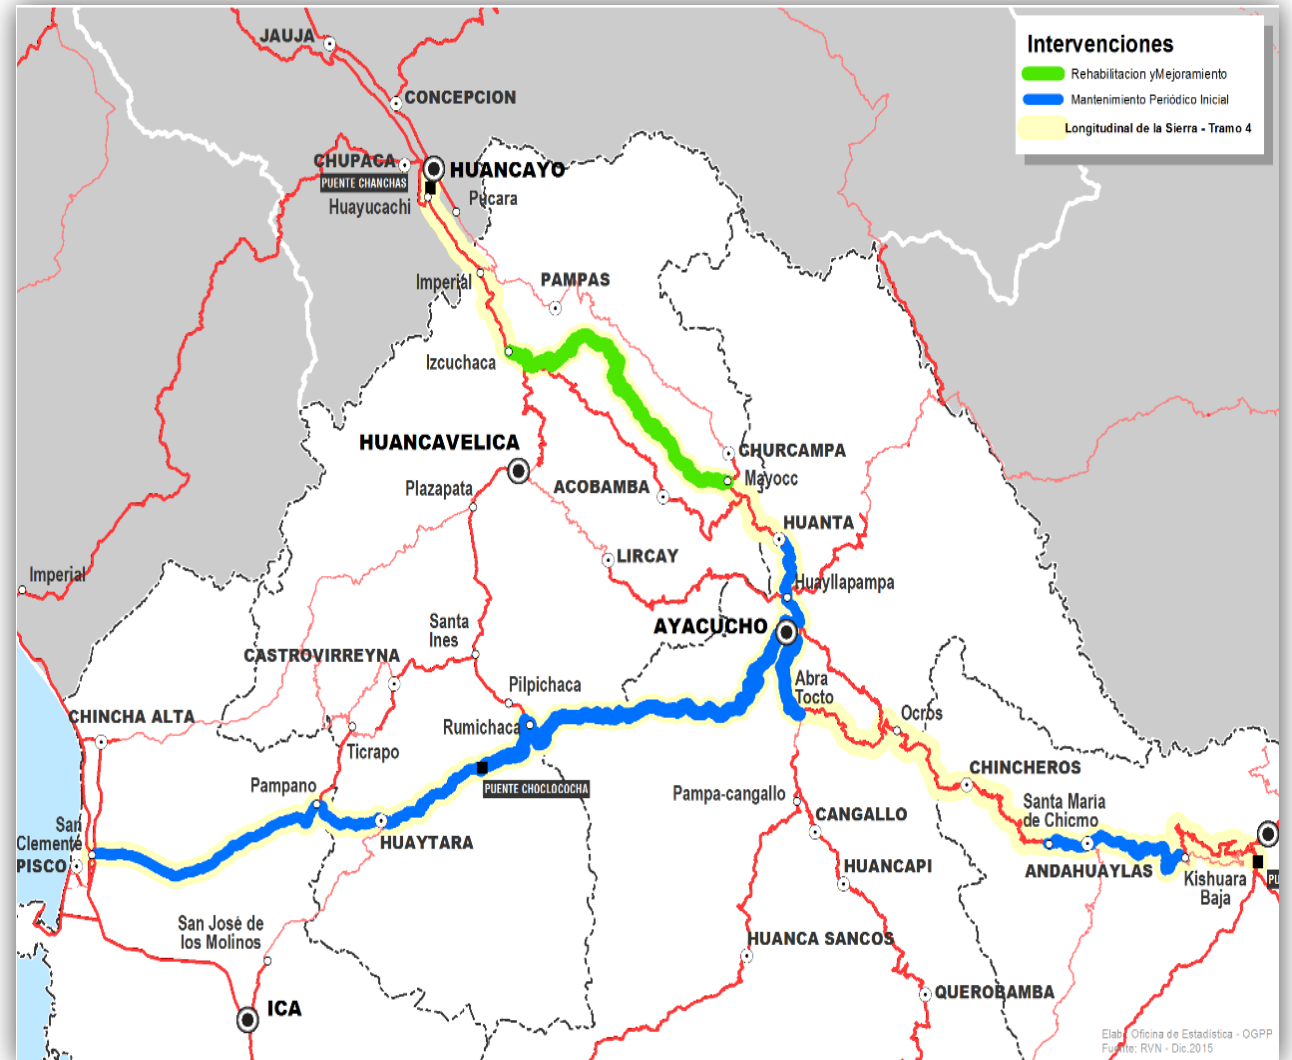 Intervenciones
Rehabilitacion yMejoramiento
Mantenimiento Periódico Inicial
Longitudinal de la Sierra - Tramo 4
JAUJA
CONCEPCION
CHUPACA
HUANCAYO
PUENTE CHANCHAS
Huayucachi
Pucara
Imperial
PAMPAS
Izcuchaca
HUANCAVELICA
CHURCAMPA
Mayocc
Plazapata
ACOBAMBA
HUANTA
LIRCAY
Imperial
Huayllapampa
AYACUCHO
Santa
Ines
CASTROVIRREYNA
Pilpichaca
Abra
Tocto
CHINCHA ALTA
Rumichaca
Ocros
Ticrapo
CHINCHEROS
Pampano
PUENTE CHOCLOCOCHA
Pampa-cangallo
Santa Maria
de Chicmo
CANGALLO
San
Clemente
PISCO
HUAYTARA
HUANCAPI
ANDAHUAYLAS
Kishuara
Baja
San José de
los Molinos
HUANCA SANCOS
QUEROBAMBA
ICA
Elab: Oficina de Estadística - OGPP
Fuente: RVN - Dic.2015